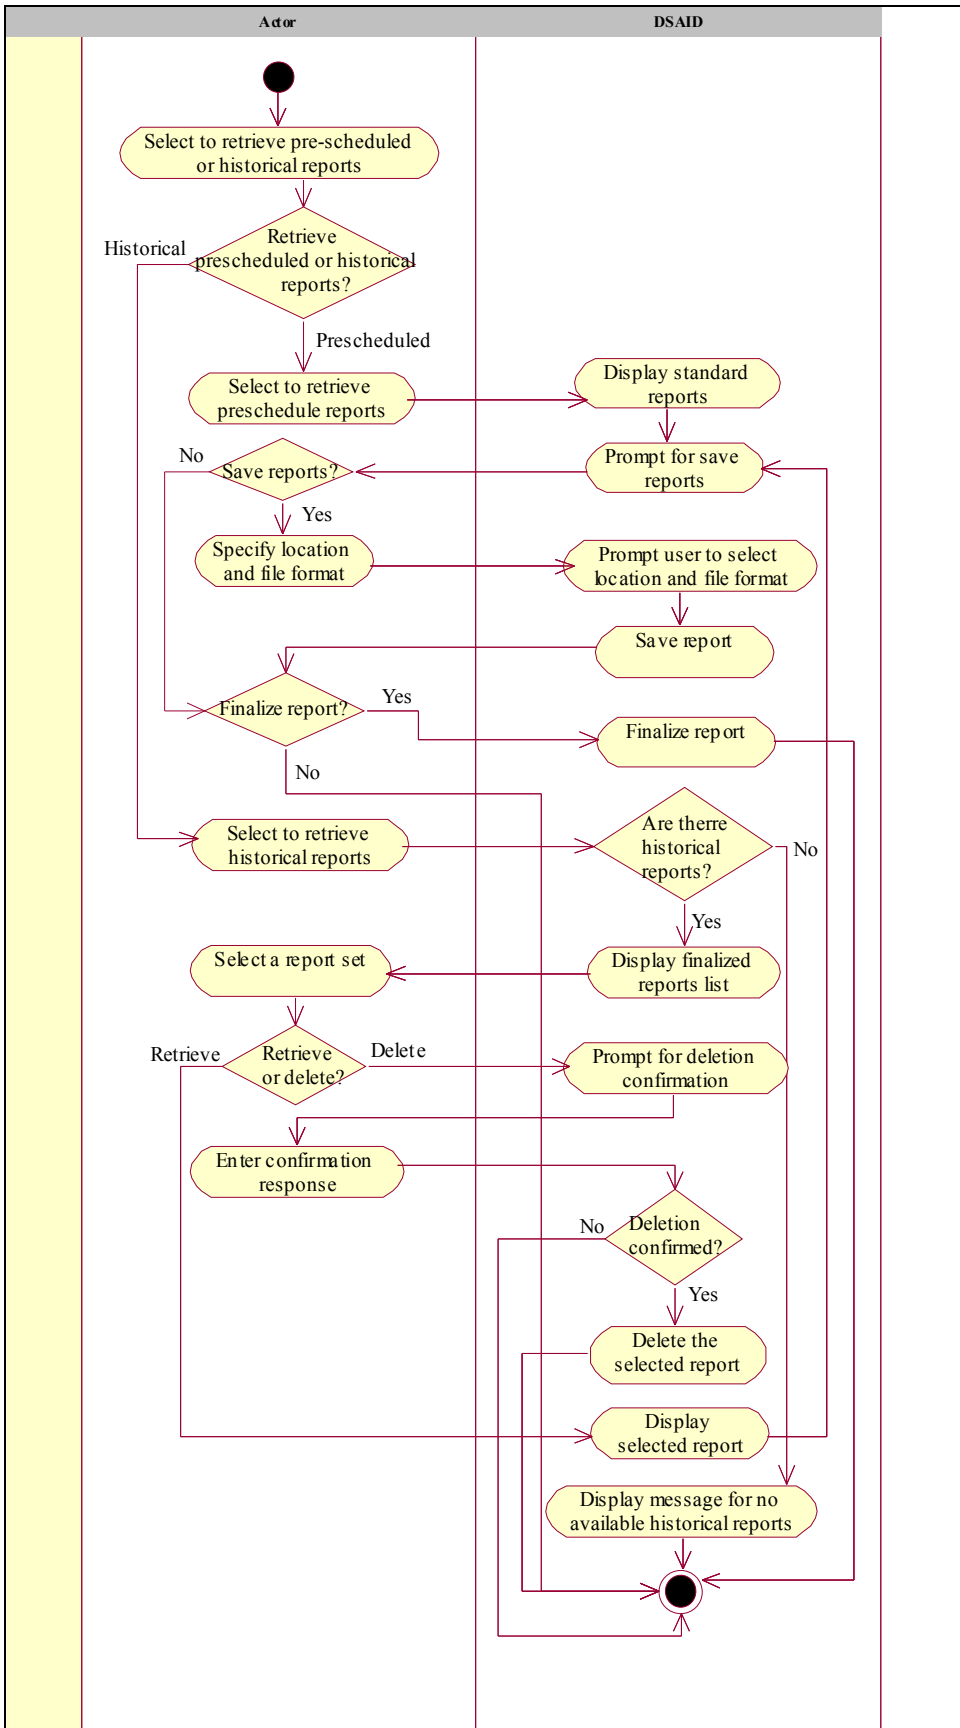 Actor
DSAID
Select to retrieve pre-scheduled
or historical reports
Historical
Retrieve
prescheduled or historical
reports?
Prescheduled
Select to retrieve
preschedule reports
Display standard
reports
No
Save reports?
Prompt for save
reports
Yes
Specify location
and file format
Prompt user to select
location and file format
Save report
Finalize report?
Yes
Finalize report
No
Select to retrieve
historical reports
Are therre
historical
reports?
No
Yes
Select a report set
Display finalized
reports list
Retrieve
Retrieve
or delete?
Delete
Prompt for deletion
confirmation
Enter confirmation
response
No
Deletion
confirmed?
Yes
Delete the
selected report
Display
selected report
Display message for no
available historical reports